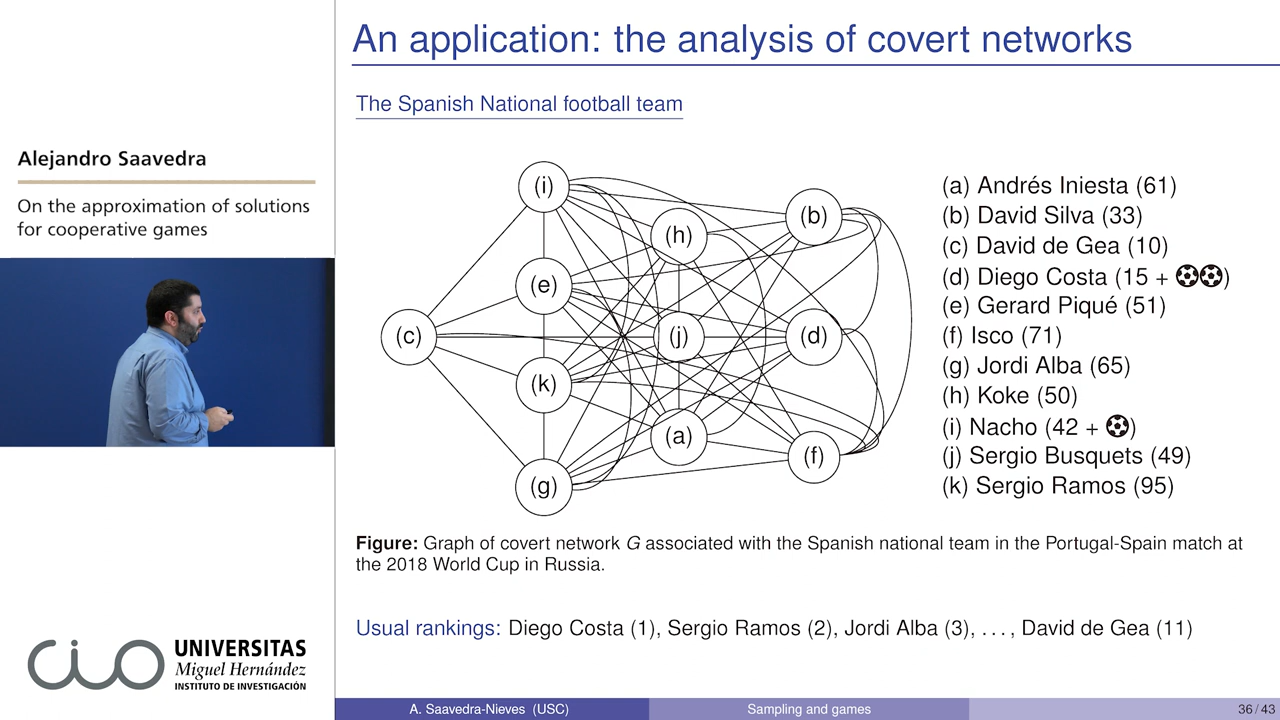 An application: the analysis of covert networks
The Spanish National football team
Alejandro Saavedra
On the approximation of solutions
for cooperative games
(i)
(b)
(h)
(e)
(c)
(j)
(d)
(k)
(a)
(f)
(g)
(a) Andrés Iniesta (61)
(b) David Silva (33)
(c) David de Gea (10)
(d) Diego Costa (15 + ⚽⚽)
(e) Gerard Piqué (51)
(f) Isco (71)
(g) Jordi Alba (65)
(h) Koke (50)
(i) Nacho (42 + ⚽)
(j) Sergio Busquets (49)
(k) Sergio Ramos (95)
Figure: Graph of covert network G associated with the Spanish national team in the Portugal-Spain match at
the 2018 World Cup in Russia.
Usual rankings: Diego Costa (1), Sergio Ramos (2), Jordi Alba (3), . . . , David de Gea (11)
cio
UNIVERSITAS
Miguel Hernández
INSTITUTO DE INVESTIGACIÓN
A. Saavedra-Nieves (USC)
Sampling and games
36 / 43